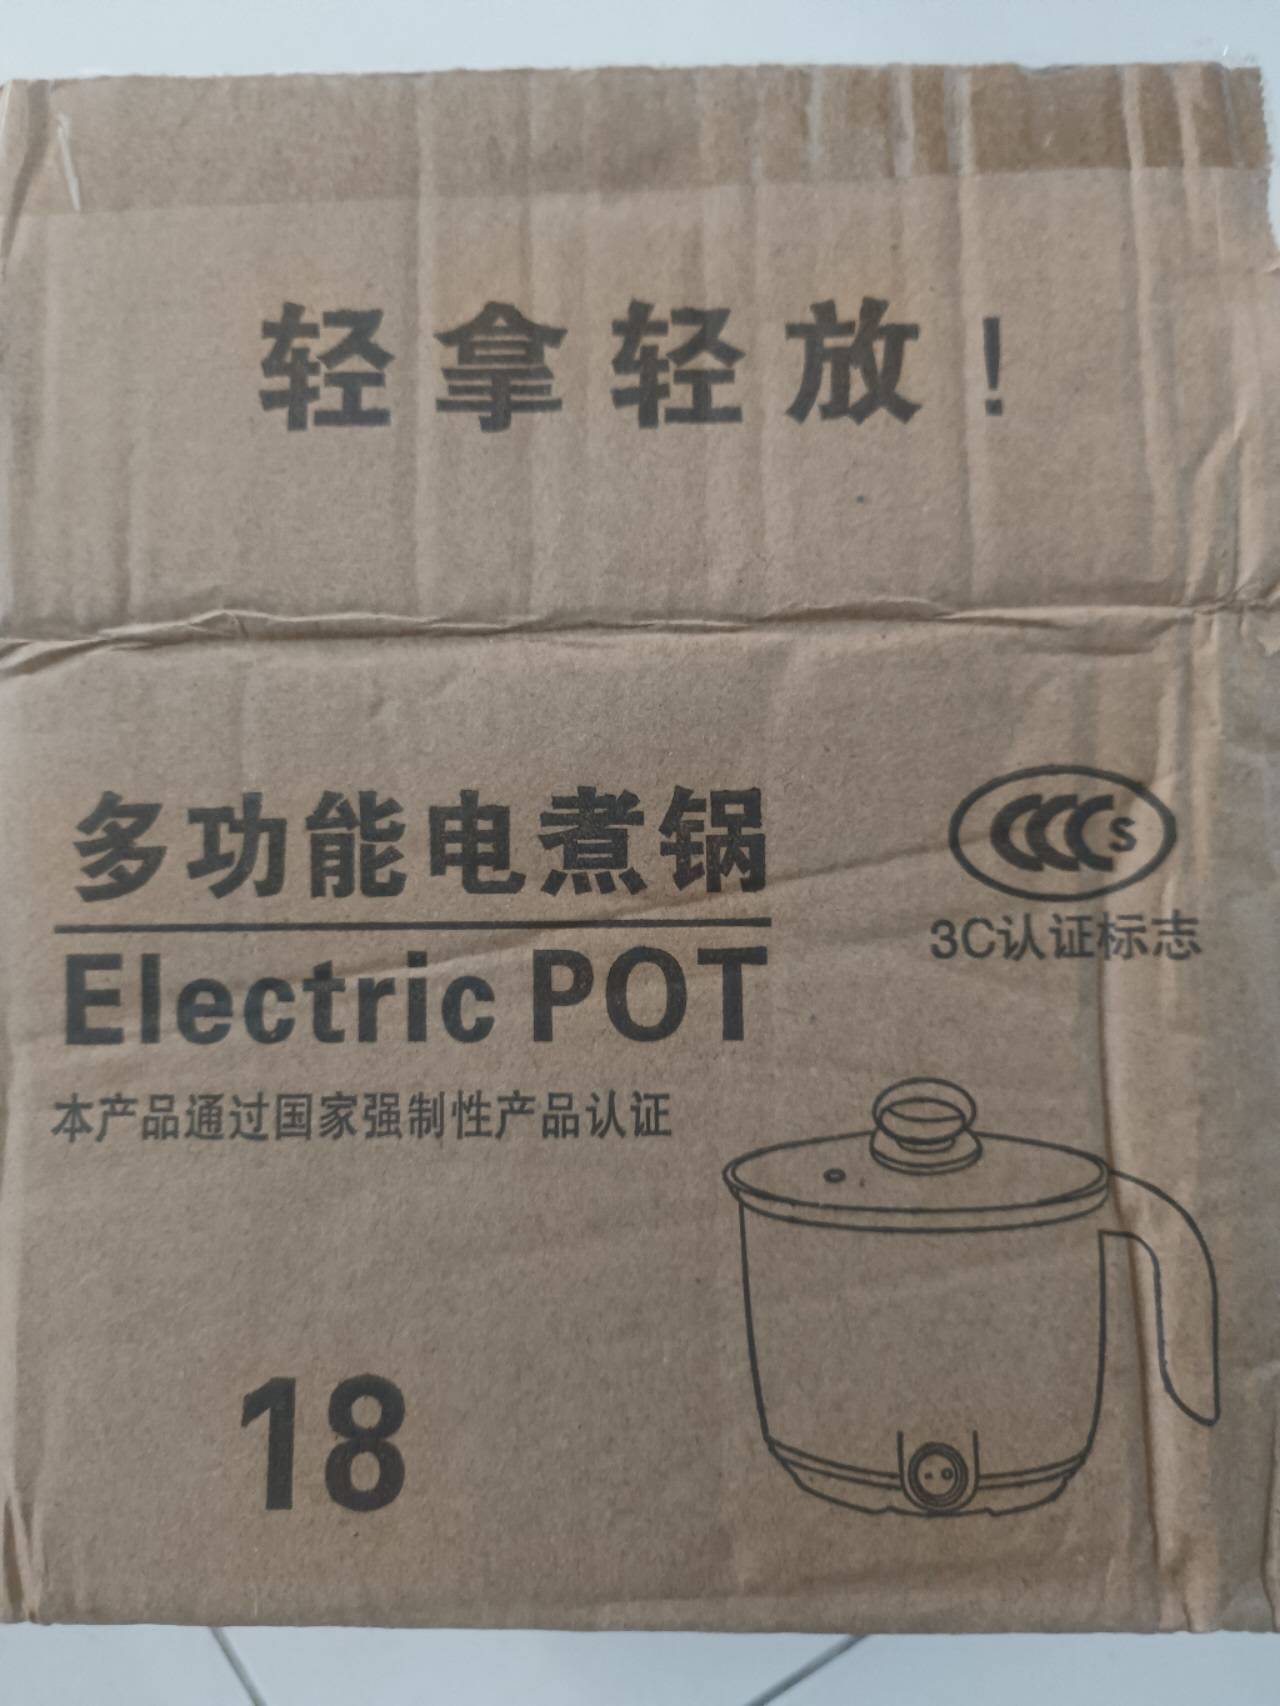 轻拿轻放！
多功能电煮锅
Electric POT
本产品通过国家强制性产品认证
CCC S
3C认证标志
18